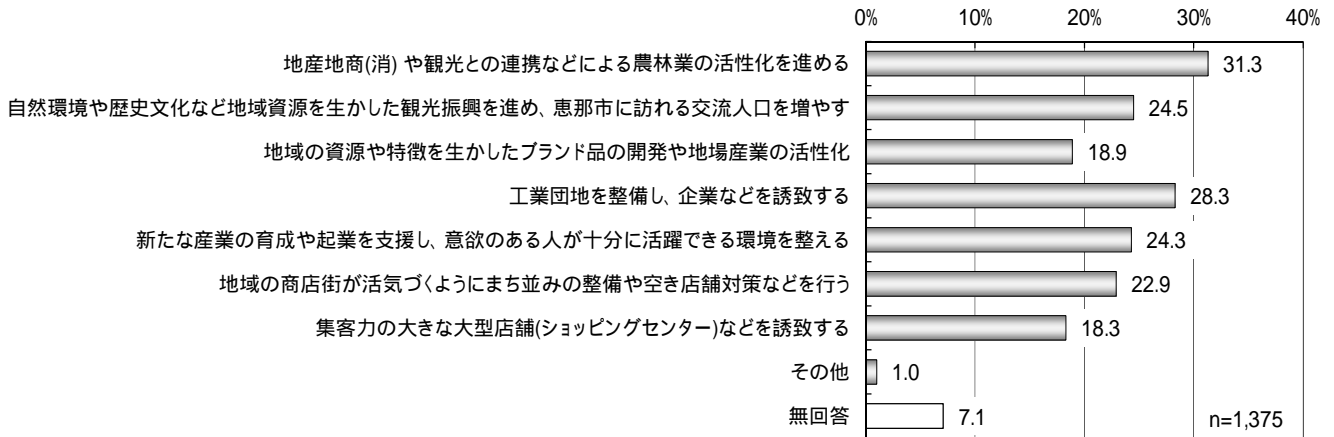 0% 10% 20% 30% 40%
地産地商(消) や観光との連携などによる農林業の活性化を進める 31.3
自然環境や歴史文化など地域資源を生かした観光振興を進め、恵那市に訪れる交流人口を増やす 24.5
地域の資源や特徴を生かしたブランド品の開発や地場産業の活性化 18.9
工業団地を整備し、企業などを誘致する 28.3
新たな産業の育成や起業を支援し、意欲のある人が十分に活躍できる環境を整える 24.3
地域の商店街が活気づくようにまち並みの整備や空き店舗対策などを行う 22.9
集客力の大きな大型店舗(ショッピングセンター)などを誘致する 18.3
その他 1.0
無回答 7.1 n=1,375